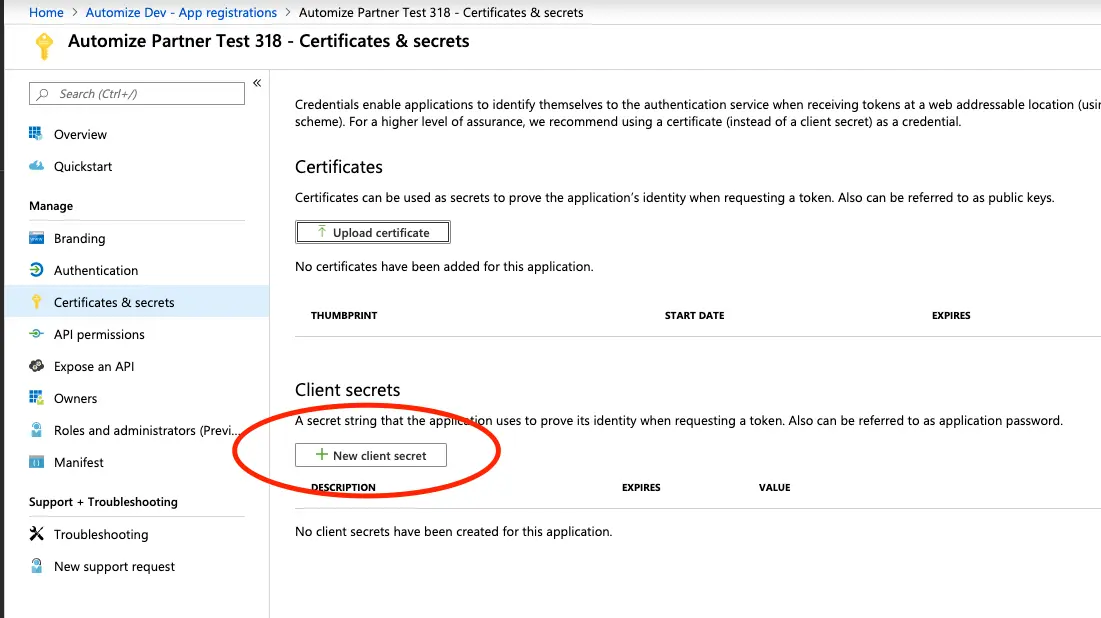 Home > Automize Dev - App registrations > Automize Partner Test 318 - Certificates & secrets
Automize Partner Test 318 - Certificates & secrets
Search (Ctrl+/)
«
Overview
Quickstart
Manage
Branding
Authentication
Certificates & secrets
API permissions
Expose an API
Owners
Roles and administrators (Previ...
Manifest
Support + Troubleshooting
Troubleshooting
New support request
Credentials enable applications to identify themselves to the authentication service when receiving tokens at a web addressable location (usin
scheme). For a higher level of assurance, we recommend using a certificate (instead of a client secret) as a credential.
Certificates
Certificates can be used as secrets to prove the application's identity when requesting a token. Also can be referred to as public keys.
Upload certificate
No certificates have been added for this application.
THUMBPRINT START DATE EXPIRES
Client secrets
A secret string that the application uses to prove its identity when requesting a token. Also can be referred to as application password.
+ New client secret
DESCRIPTION EXPIRES VALUE
No client secrets have been created for this application.